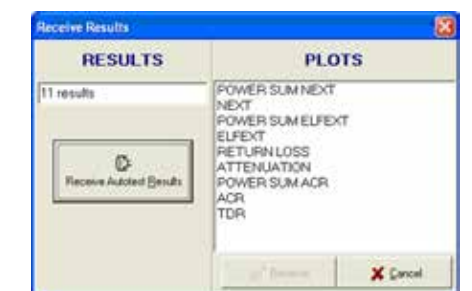 Receive Results
RESULTS
11 results
Receive Autotest Results
PLOTS
POWER SUM NEXT
NEXT
POWER SUM ELFEXT
ELFEXT
RETURN LOSS
ATTENUATION
POWER SUM ACR
ACR
TDR
Cancel